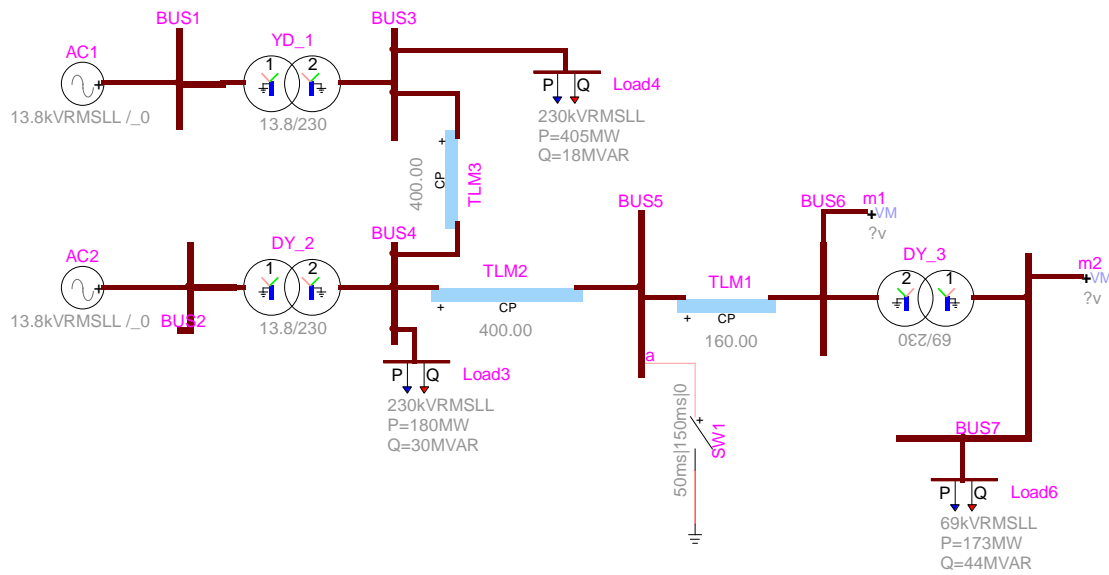 BUS1
BUS3
AC1
YD_1
1
2
+
13.8kVRMSLL /_0
13.8/230
P
Q
Load4
230kVRMSLL
P=405MW
Q=18MVAR
+
CP
400.00
TLM3
BUS5
BUS4
BUS6
m1
+VM
?v
AC2
DY_2
1
2
+
13.8kVRMSLL /_0
BUS2
13.8/230
TLM2
+
CP
400.00
TLM1
+
CP
160.00
DY_3
2
1
69/230
m2
+VM
?v
P
Q
Load3
230kVRMSLL
P=180MW
Q=30MVAR
a
+
SW1
50ms|150ms|0
BUS7
P
Q
Load6
69kVRMSLL
P=173MW
Q=44MVAR